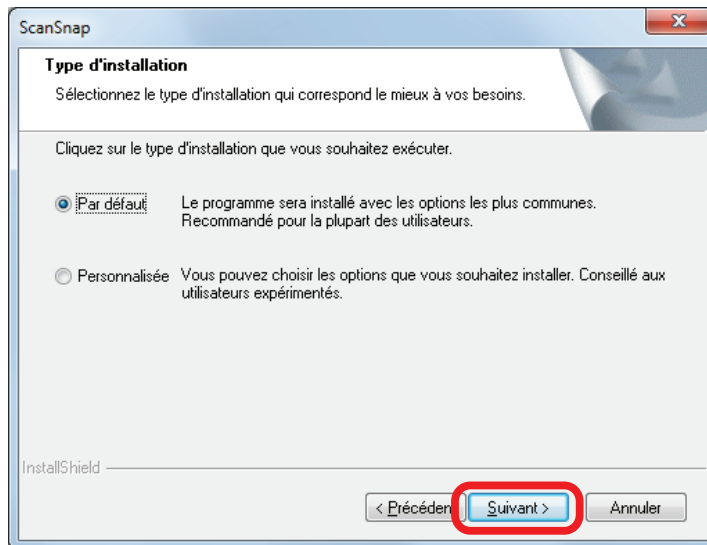 ScanSnap
Type d'installation
Sélectionnez le type d'installation qui correspond le mieux à vos besoins.
Cliquez sur le type d'installation que vous souhaitez exécuter.
Par défaut Le programme sera installé avec les options les plus communes.
Recommandé pour la plupart des utilisateurs.
Personnalisée Vous pouvez choisir les options que vous souhaitez installer. Conseillé aux
utilisateurs expérimentés.
InstallShield
< Précéden Suivant > Annuler